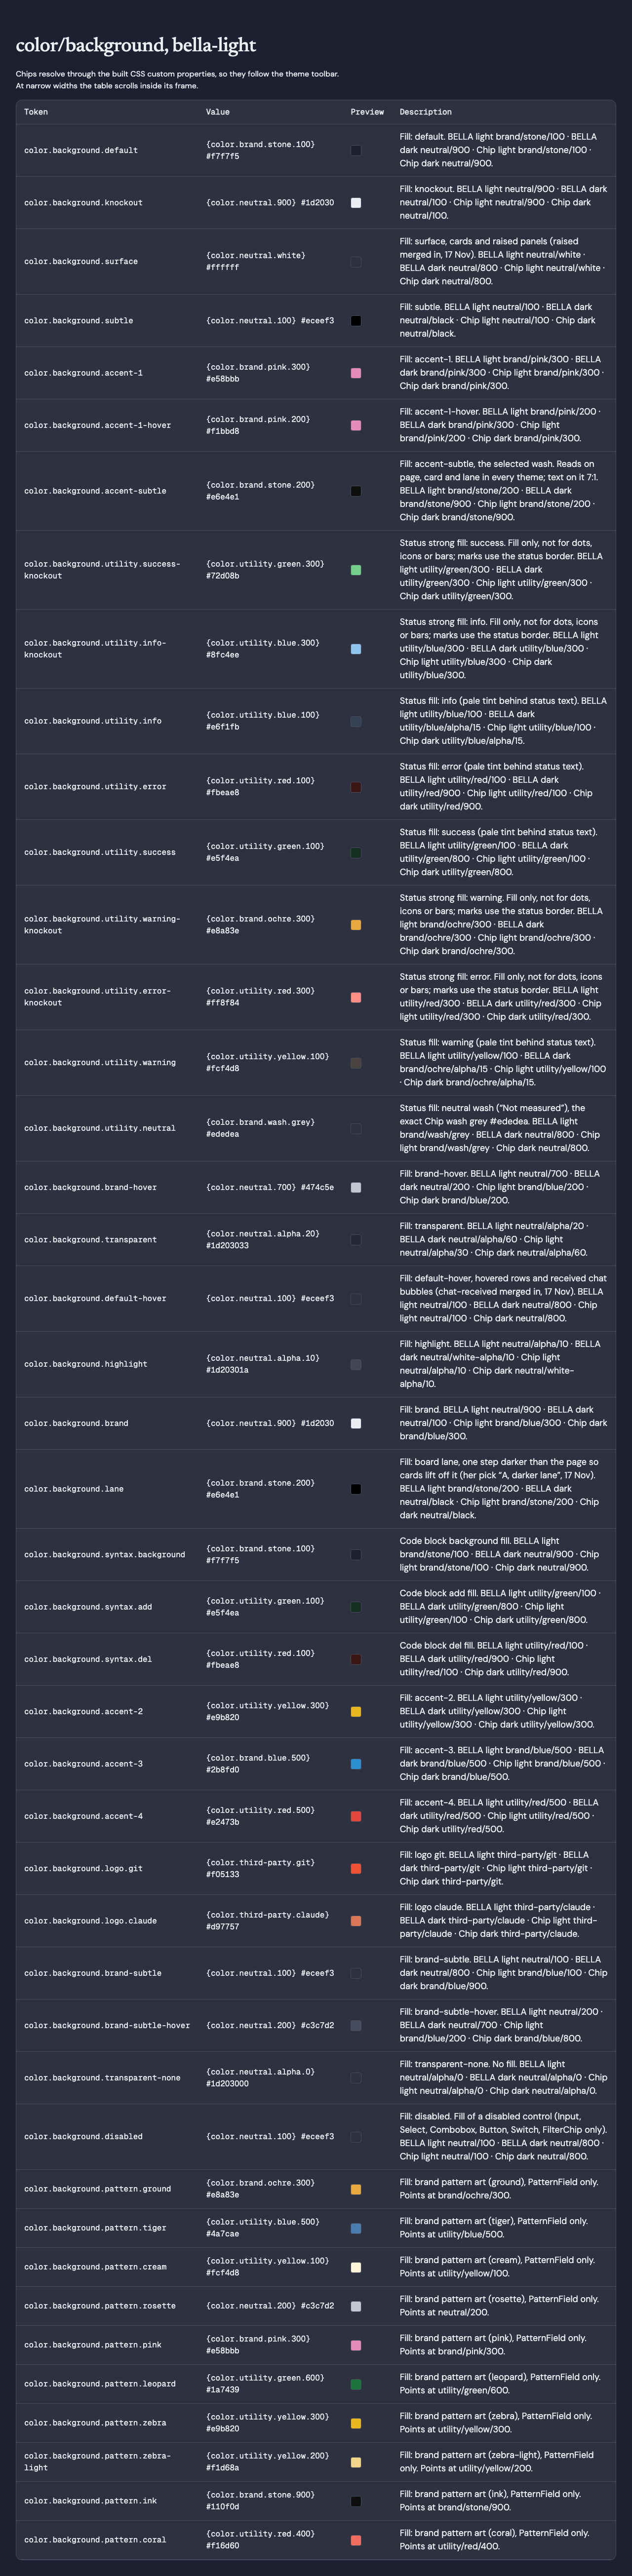 color/background, bella-light
Chips resolve through the built CSS custom properties, so they follow the theme toolbar.
At narrow widths the table scrolls inside its frame.
Token Value Preview Description
color.background.default {color.brand.stone.100} #f7f7f5 Fill: default. BELLA light brand/stone/100 · BELLA dark neutral/900 · Chip light brand/stone/100 · Chip dark neutral/900.
color.background.knockout {color.neutral.900} #1d2030 Fill: knockout. BELLA light neutral/900 · BELLA dark neutral/100 · Chip light neutral/900 · Chip dark neutral/100.
color.background.surface {color.neutral.white} #ffffff Fill: surface, cards and raised panels (raised merged in, 17 Nov). BELLA light neutral/white · BELLA dark neutral/800 · Chip light neutral/white · Chip dark neutral/800.
color.background.subtle {color.neutral.100} #eceef3 Fill: subtle. BELLA light neutral/100 · BELLA dark neutral/black · Chip light neutral/100 · Chip dark neutral/black.
color.background.accent-1 {color.brand.pink.300} #e58bbb Fill: accent-1. BELLA light brand/pink/300 · BELLA dark brand/pink/300 · Chip light brand/pink/300 · Chip dark brand/pink/300.
color.background.accent-1-hover {color.brand.pink.200} #f1bbd8 Fill: accent-1-hover. BELLA light brand/pink/200 · BELLA dark brand/pink/300 · Chip light brand/pink/200 · Chip dark brand/pink/300.
color.background.accent-subtle {color.brand.stone.200} #e6e4e1 Fill: accent-subtle, the selected wash. Reads on page, card and lane in every theme; text on it 7:1. BELLA light brand/stone/200 · BELLA dark brand/stone/900 · Chip light brand/stone/200 · Chip dark brand/stone/900.
color.background.utility.success-knockout {color.utility.green.300} #72d08b Status strong fill: success. Fill only, not for dots, icons or bars; marks use the status border. BELLA light utility/green/300 · BELLA dark utility/green/300 · Chip light utility/green/300 · Chip dark utility/green/300.
color.background.utility.info-knockout {color.utility.blue.300} #8fc4ee Status strong fill: info. Fill only, not for dots, icons or bars; marks use the status border. BELLA light utility/blue/300 · BELLA dark utility/blue/300 · Chip light utility/blue/300 · Chip dark utility/blue/300.
color.background.utility.info {color.utility.blue.100} #e6f1fb Status fill: info (pale tint behind status text). BELLA light utility/blue/100 · BELLA dark utility/blue/alpha/15 · Chip light utility/blue/100 · Chip dark utility/blue/alpha/15.
color.background.utility.error {color.utility.red.100} #fbeae8 Status fill: error (pale tint behind status text). BELLA light utility/red/100 · BELLA dark utility/red/900 · Chip light utility/red/100 · Chip dark utility/red/900.
color.background.utility.success {color.utility.green.100} #e5f4ea Status fill: success (pale tint behind status text). BELLA light utility/green/100 · BELLA dark utility/green/800 · Chip light utility/green/100 · Chip dark utility/green/800.
color.background.utility.warning-knockout {color.brand.ochre.300} #e8a83e Status strong fill: warning. Fill only, not for dots, icons or bars; marks use the status border. BELLA light brand/ochre/300 · BELLA dark brand/ochre/300 · Chip light brand/ochre/300 · Chip dark brand/ochre/300.
color.background.utility.error-knockout {color.utility.red.300} #ff8f84 Status strong fill: error. Fill only, not for dots, icons or bars; marks use the status border. BELLA light utility/red/300 · BELLA dark utility/red/300 · Chip light utility/red/300 · Chip dark utility/red/300.
color.background.utility.warning {color.utility.yellow.100} #fcf4d8 Status fill: warning (pale tint behind status text). BELLA light utility/yellow/100 · BELLA dark brand/ochre/alpha/15 · Chip light utility/yellow/100 · Chip dark brand/ochre/alpha/15.
color.background.utility.neutral {color.brand.wash.grey} #ededea Status fill: neutral wash ("Not measured"), the exact Chip wash grey #ededea. BELLA light brand/wash/grey · BELLA dark neutral/800 · Chip light brand/wash/grey · Chip dark neutral/800.
color.background.brand-hover {color.neutral.700} #474c5e Fill: brand-hover. BELLA light neutral/700 · BELLA dark neutral/200 · Chip light brand/blue/200 · Chip dark brand/blue/200.
color.background.transparent {color.neutral.alpha.20} #1d203033 Fill: transparent. BELLA light neutral/alpha/20 · BELLA dark neutral/alpha/60 · Chip light neutral/alpha/30 · Chip dark neutral/alpha/60.
color.background.default-hover {color.neutral.100} #eceef3 Fill: default-hover, hovered rows and received chat bubbles (chat-received merged in, 17 Nov). BELLA light neutral/100 · BELLA dark neutral/800 · Chip light neutral/100 · Chip dark neutral/800.
color.background.highlight {color.neutral.alpha.10} #1d20301a Fill: highlight. BELLA light neutral/alpha/10 · BELLA dark neutral/white-alpha/10 · Chip light neutral/alpha/10 · Chip dark neutral/white-alpha/10.
color.background.brand {color.neutral.900} #1d2030 Fill: brand. BELLA light neutral/900 · BELLA dark neutral/100 · Chip light brand/blue/300 · Chip dark brand/blue/300.
color.background.lane {color.brand.stone.200} #e6e4e1 Fill: board lane, one step darker than the page so cards lift off it (her pick “A, darker lane”, 17 Nov). BELLA light brand/stone/200 · BELLA dark neutral/black · Chip light brand/stone/200 · Chip dark neutral/black.
color.background.syntax.background {color.brand.stone.100} #f7f7f5 Code block background fill. BELLA light brand/stone/100 · BELLA dark neutral/900 · Chip light brand/stone/100 · Chip dark neutral/900.
color.background.syntax.add {color.utility.green.100} #e5f4ea Code block add fill. BELLA light utility/green/100 · BELLA dark utility/green/800 · Chip light utility/green/100 · Chip dark utility/green/800.
color.background.syntax.del {color.utility.red.100} #fbeae8 Code block del fill. BELLA light utility/red/100 · BELLA dark utility/red/900 · Chip light utility/red/100 · Chip dark utility/red/900.
color.background.accent-2 {color.utility.yellow.300} #e9b820 Fill: accent-2. BELLA light utility/yellow/300 · BELLA dark utility/yellow/300 · Chip light utility/yellow/300 · Chip dark utility/yellow/300.
color.background.accent-3 {color.brand.blue.500} #2b8fd0 Fill: accent-3. BELLA light brand/blue/500 · BELLA dark brand/blue/500 · Chip light brand/blue/500 · Chip dark brand/blue/500.
color.background.accent-4 {color.utility.red.500} #e2473b Fill: accent-4. BELLA light utility/red/500 · BELLA dark utility/red/500 · Chip light utility/red/500 · Chip dark utility/red/500.
color.background.logo.git {color.third-party.git} #f05133 Fill: logo git. BELLA light third-party/git · BELLA dark third-party/git · Chip light third-party/git · Chip dark third-party/git.
color.background.logo.claude {color.third-party.claude} #d97757 Fill: logo claude. BELLA light third-party/claude · BELLA dark third-party/claude · Chip light third-party/claude · Chip dark third-party/claude.
color.background.brand-subtle {color.neutral.100} #eceef3 Fill: brand-subtle. BELLA light neutral/100 · BELLA dark neutral/800 · Chip light brand/blue/100 · Chip dark brand/blue/900.
color.background.brand-subtle-hover {color.neutral.200} #c3c7d2 Fill: brand-subtle-hover. BELLA light neutral/200 · BELLA dark neutral/700 · Chip light brand/blue/200 · Chip dark brand/blue/800.
color.background.transparent-none {color.neutral.alpha.0} #1d203000 Fill: transparent-none. No fill. BELLA light neutral/alpha/0 · BELLA dark neutral/alpha/0 · Chip light neutral/alpha/0 · Chip dark neutral/alpha/0.
color.background.disabled {color.neutral.100} #eceef3 Fill: disabled. Fill of a disabled control (Input, Select, Combobox, Button, Switch, FilterChip only). BELLA light neutral/100 · BELLA dark neutral/800 · Chip light neutral/100 · Chip dark neutral/800.
color.background.pattern.ground {color.brand.ochre.300} #e8a83e Fill: brand pattern art (ground), PatternField only. Points at brand/ochre/300.
color.background.pattern.tiger {color.utility.blue.500} #4a7cae Fill: brand pattern art (tiger), PatternField only. Points at utility/blue/500.
color.background.pattern.cream {color.utility.yellow.100} #fcf4d8 Fill: brand pattern art (cream), PatternField only. Points at utility/yellow/100.
color.background.pattern.rosette {color.neutral.200} #c3c7d2 Fill: brand pattern art (rosette), PatternField only. Points at neutral/200.
color.background.pattern.pink {color.brand.pink.300} #e58bbb Fill: brand pattern art (pink), PatternField only. Points at brand/pink/300.
color.background.pattern.leopard {color.utility.green.600} #1a7439 Fill: brand pattern art (leopard), PatternField only. Points at utility/green/600.
color.background.pattern.zebra {color.utility.yellow.300} #e9b820 Fill: brand pattern art (zebra), PatternField only. Points at utility/yellow/300.
color.background.pattern.zebra-light {color.utility.yellow.200} #f1d68a Fill: brand pattern art (zebra-light), PatternField only. Points at utility/yellow/200.
color.background.pattern.ink {color.brand.stone.900} #110f0d Fill: brand pattern art (ink), PatternField only. Points at brand/stone/900.
color.background.pattern.coral {color.utility.red.400} #f16d60 Fill: brand pattern art (coral), PatternField only. Points at utility/red/400.